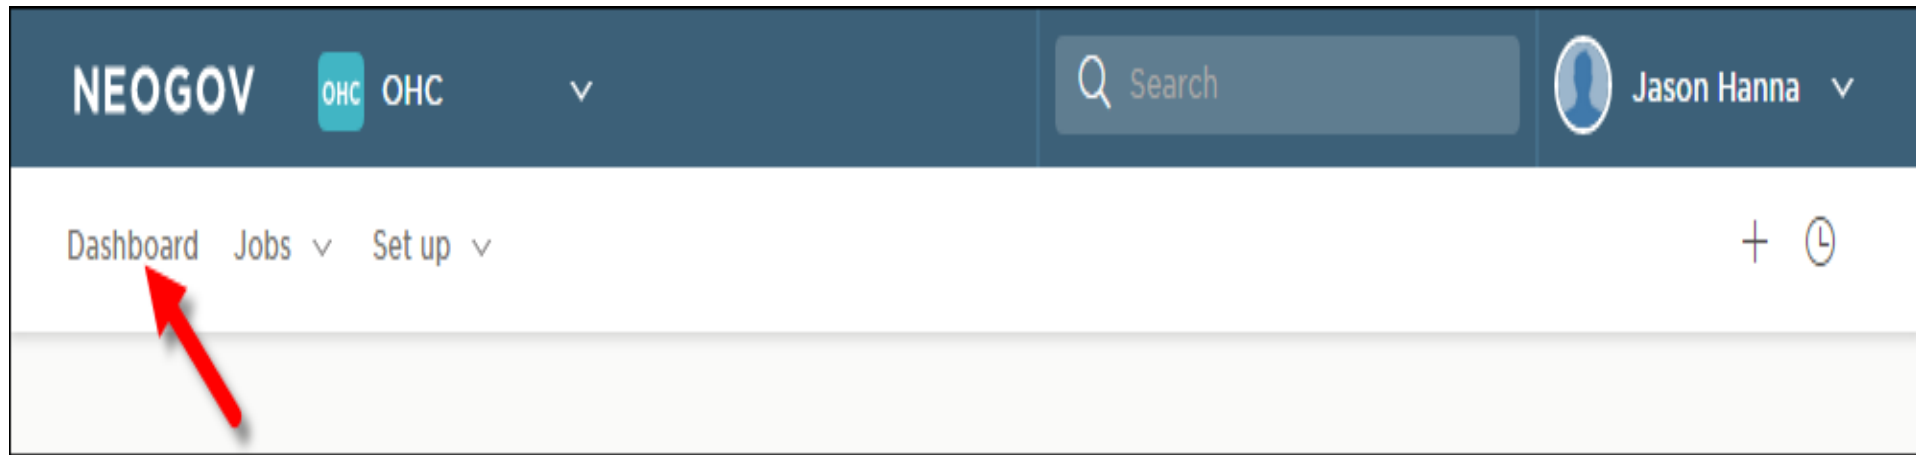 NEOGOV OHC OHC Search Jason Hanna
Dashboard Jobs Set up